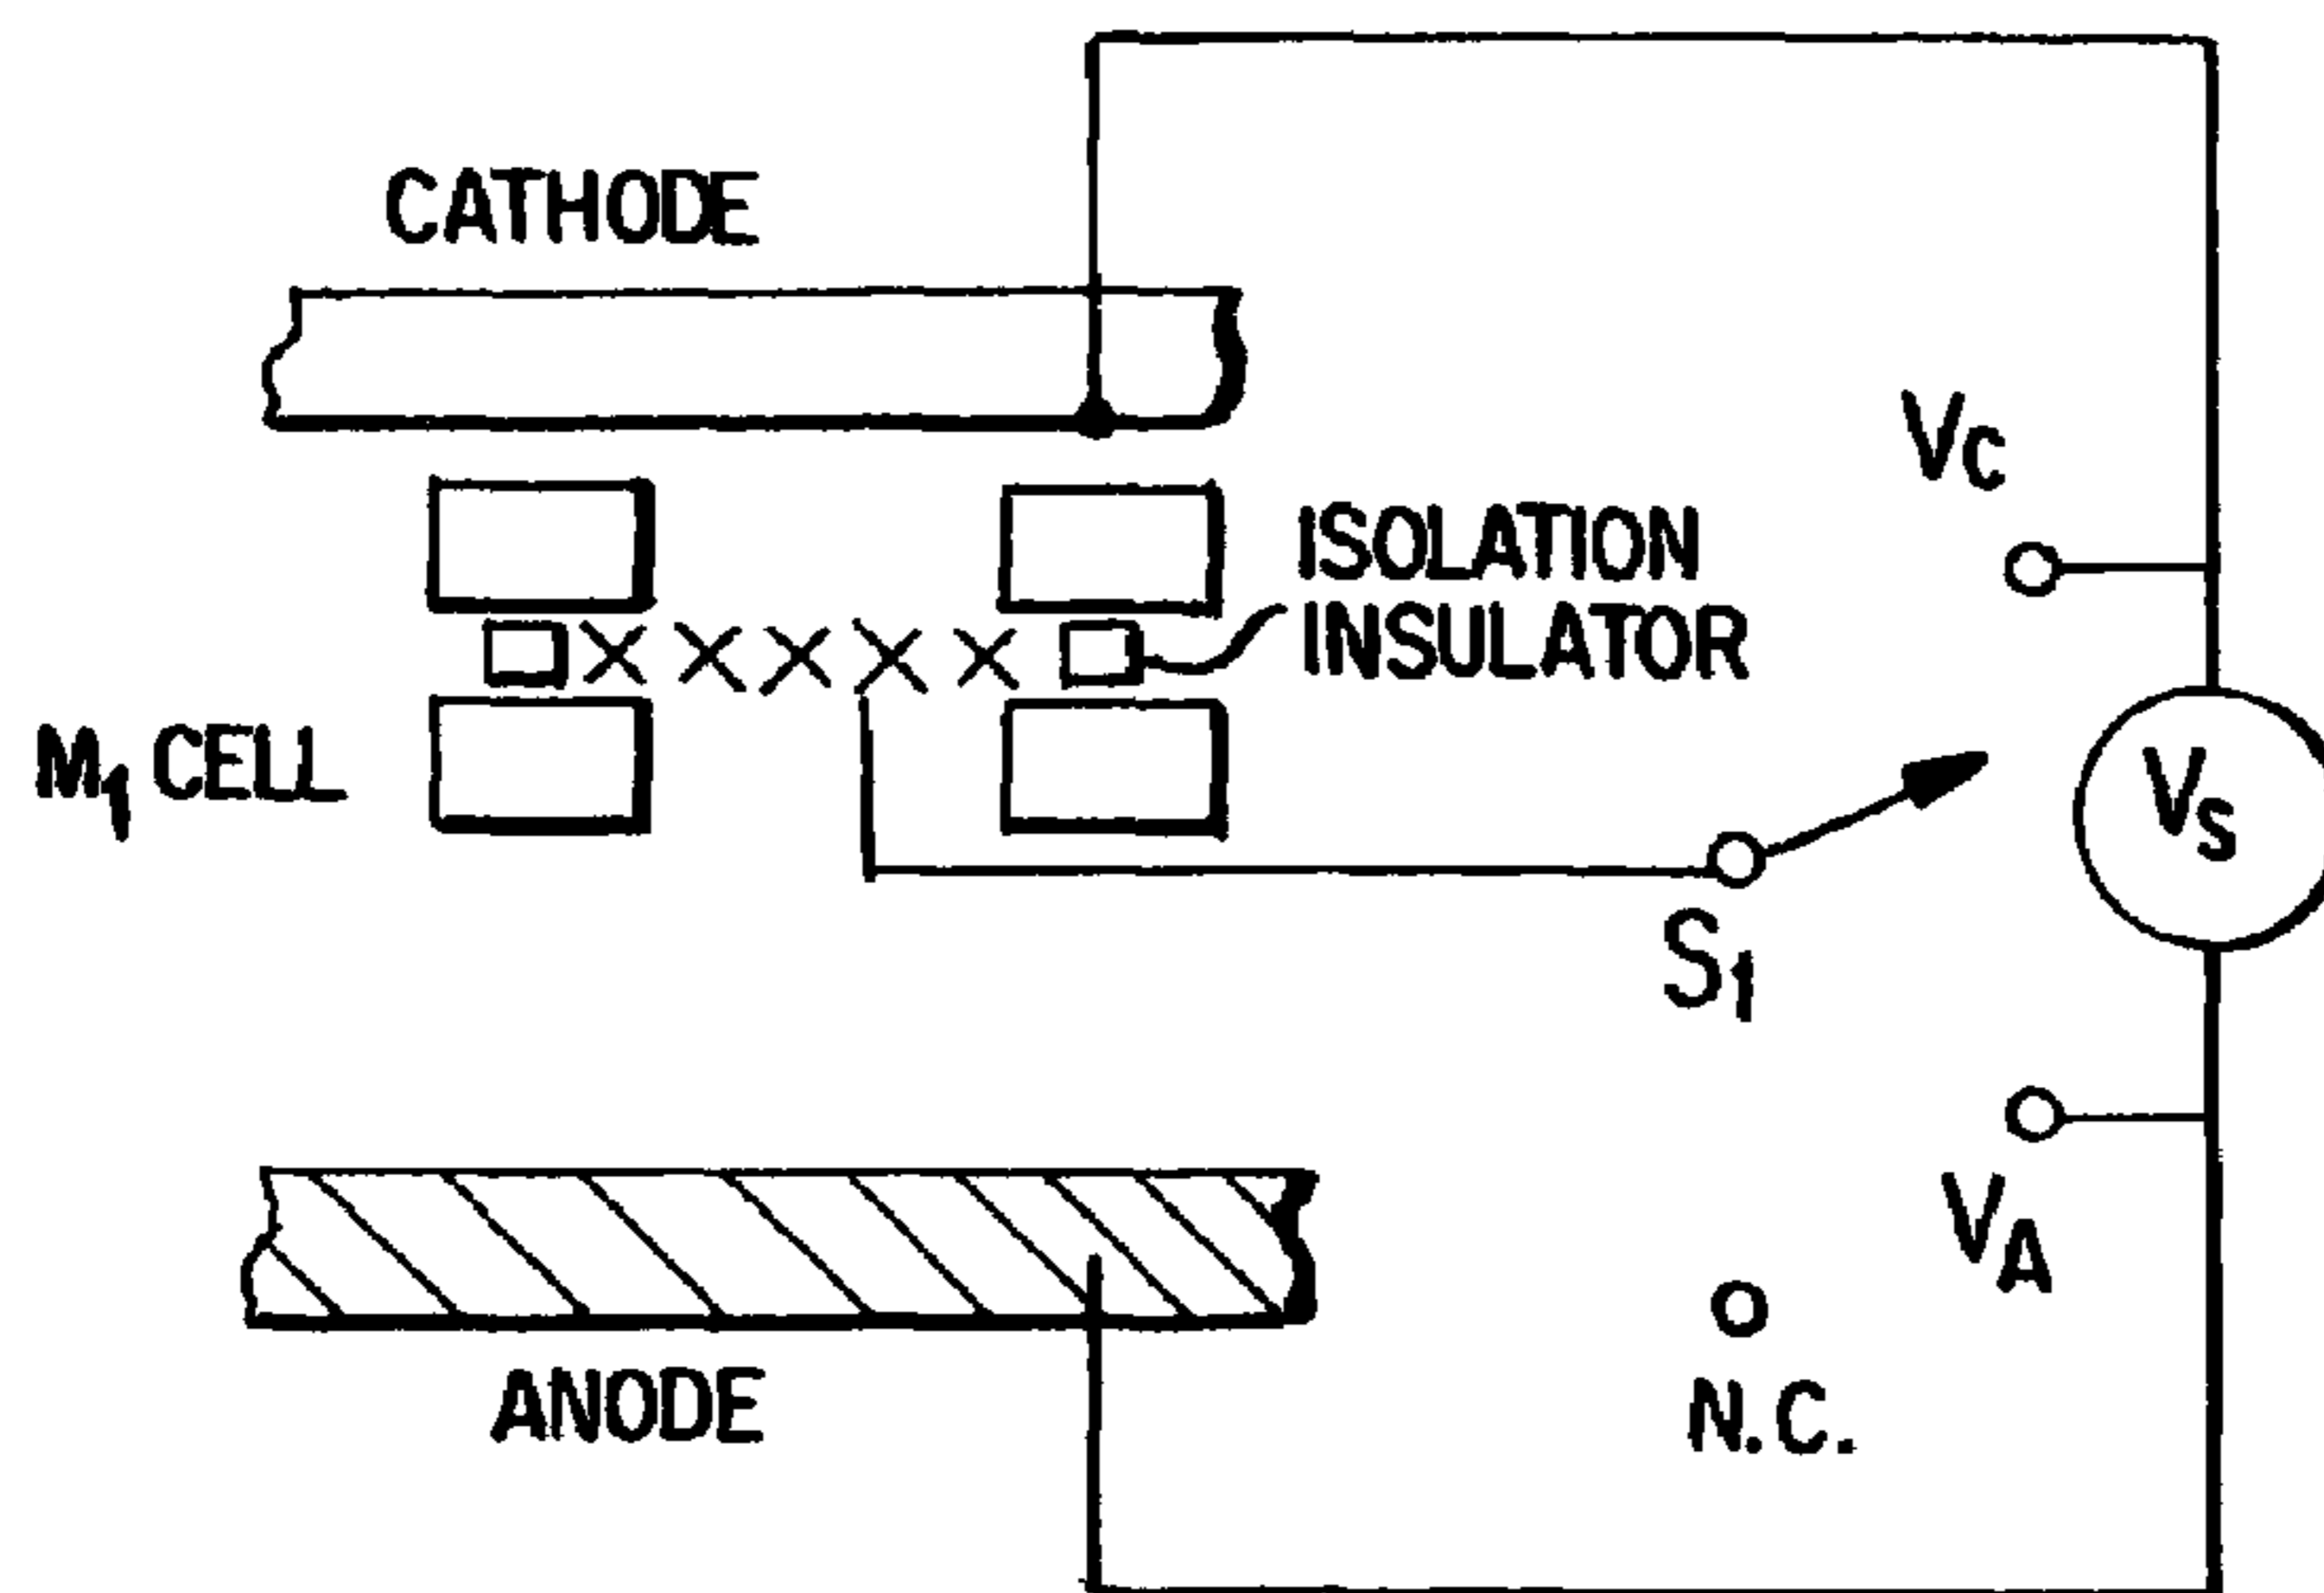 CATHODE
VC
ISOLATION
INSULATOR
M1 CELL
VS
S1
VA
ANODE
N.C.